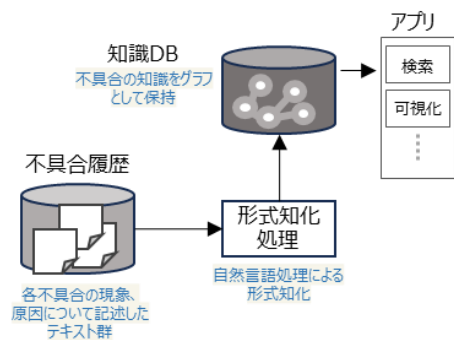 アプリ
知識DB
不具合の知識をグラフ
として保持
検索
可視化
不具合履歴
形式知化
処理
自然言語処理による
形式知化
各不具合の現象、
原因について記述した
テキスト群